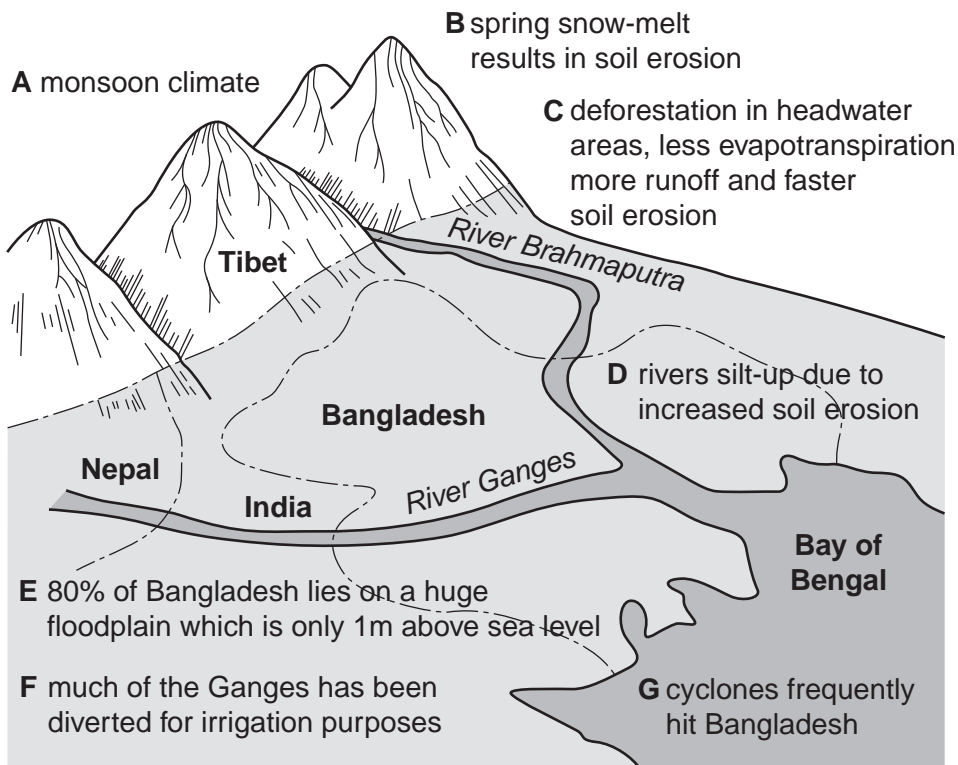 B spring snow-melt
results in soil erosion
A monsoon climate
C deforestation in headwater
areas, less evapotranspiration
more runoff and faster
soil erosion
River Brahmaputra
Tibet
D rivers silt-up due to
increased soil erosion
Bangladesh
Nepal
River Ganges
India
Bay of
Bengal
E 80% of Bangladesh lies on a huge
floodplain which is only 1m above sea level
F much of the Ganges has been
diverted for irrigation purposes
G cyclones frequently
hit Bangladesh